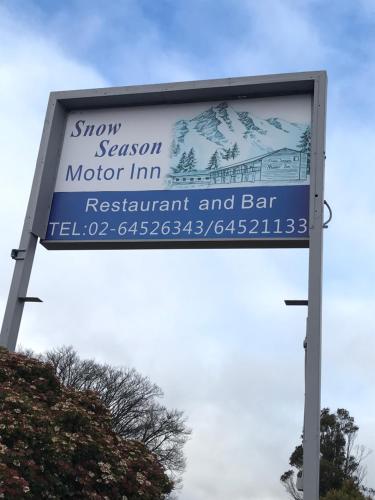 Snow
Season
Motor Inn
Restaurant and Bar
TEL:02-64526343/64521133